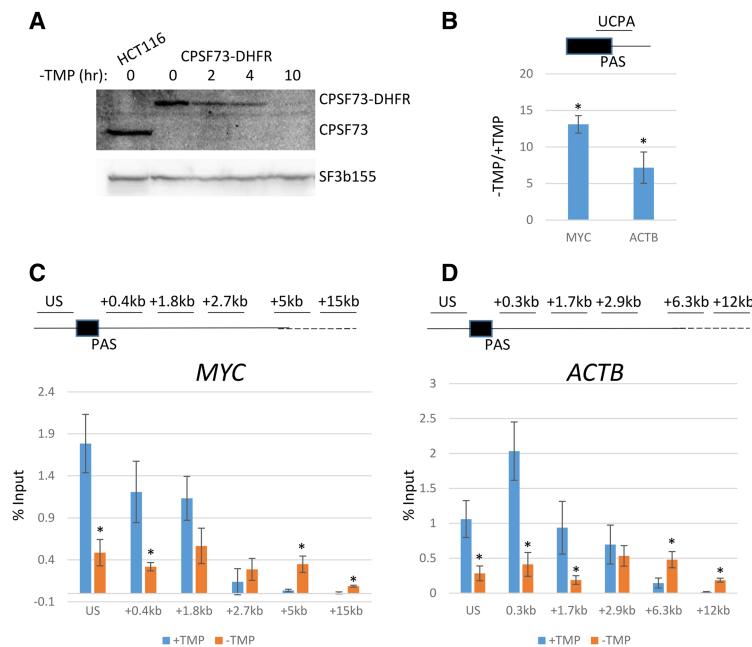 A
HCT116
CPSF73-DHFR
-TMP (hr): 0 0 2 4 10
CPSF73-DHFR
CPSF73
SF3b155
B
UCPA
PAS
-TMP/+TMP
20
15
10
5
0
*
*
MYC ACTB
C
US +0.4kb +1.8kb +2.7kb +5kb +15kb
PAS
MYC
% Input
2.4
1.9
1.4
0.9
0.4
-0.1
* * * *
US +0.4kb +1.8kb +2.7kb +5kb +15kb
+TMP -TMP
D
US +0.3kb +1.7kb +2.9kb +6.3kb +12kb
PAS
ACTB
% Input
3
2.5
2
1.5
1
0.5
0
* * * * *
US 0.3kb +1.7kb +2.9kb +6.3kb +12kb
+TMP -TMP